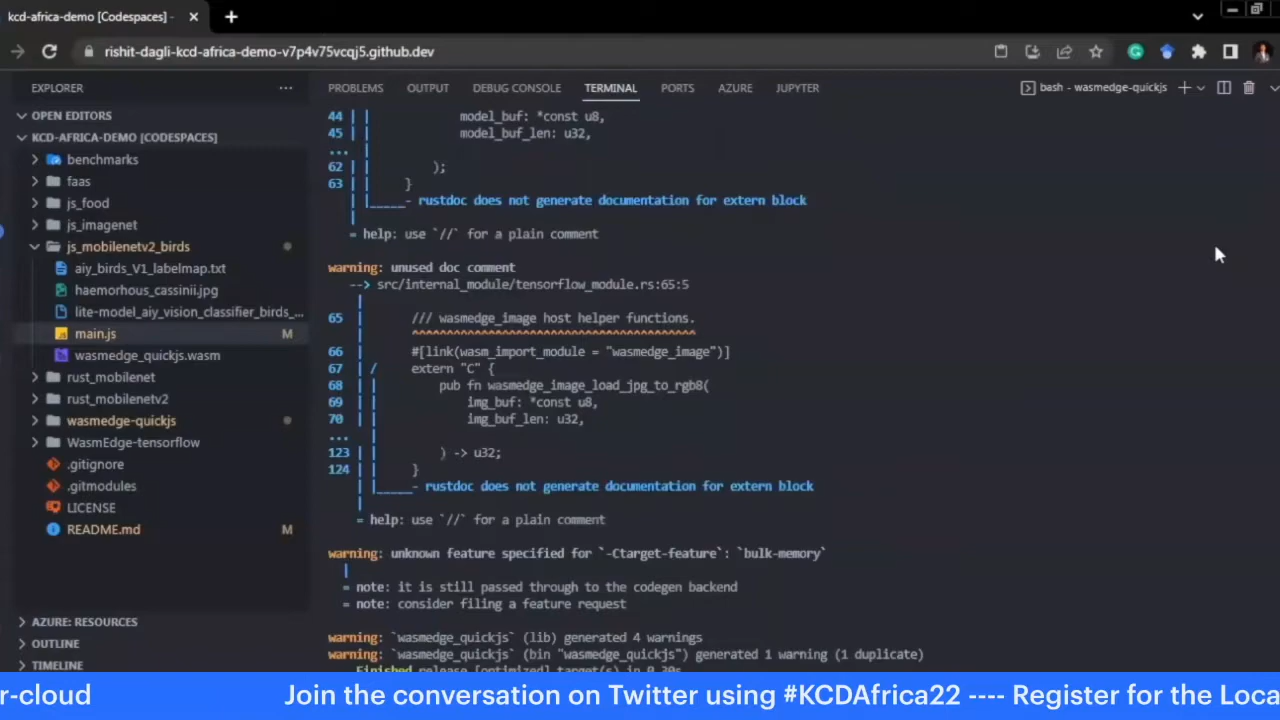 kcd-africa-demo [Codespaces] -
rishit-dagli-kcd-africa-demo-v7p4v75vcqj5.github.dev
EXPLORER
OPEN EDITORS
KCD-AFRICA-DEMO [CODESPACES]
benchmarks
faas
js_food
js_imagenet
js_mobilenetv2_birds
aiy_birds_V1_labelmap.txt
haemorhous_cassinii.jpg
lite-model_aiy_vision_classifier_birds_...
main.js M
wasmedge_quickjs.wasm
rust_mobilenet
rust_mobilenetv2
wasmedge-quickjs
WasmEdge-tensorflow
.gitignore
.gitmodules
LICENSE
README.md M
AZURE: RESOURCES
OUTLINE
TIMELINE
PROBLEMS OUTPUT DEBUG CONSOLE TERMINAL PORTS AZURE JUPYTER
bash - wasmedge-quickjs
44 | | model_buf: *const u8,
45 | | model_buf_len: u32,
... |
62 | | );
63 | | }
| |_____- rustdoc does not generate documentation for extern block
|
= help: use `//` for a plain comment
warning: unused doc comment
--> src/internal_module/tensorflow_module.rs:65:5
|
65 | /// wasmedge_image host helper functions.
| ^^^^^^^^^^^^^^^^^^^^^^^^^^^^^^^^^^^^^^^^^
66 | #[link(wasm_import_module = "wasmedge_image")]
67 | / extern "C" {
68 | | pub fn wasmedge_image_load_jpg_to_rgb8(
69 | | img_buf: *const u8,
70 | | img_buf_len: u32,
... |
123 | | ) -> u32;
124 | | }
| |_____- rustdoc does not generate documentation for extern block
|
= help: use `//` for a plain comment
warning: unknown feature specified for `-Ctarget-feature`: `bulk-memory`
|
= note: it is still passed through to the codegen backend
= note: consider filing a feature request
warning: `wasmedge_quickjs` (lib) generated 4 warnings
warning: `wasmedge_quickjs` (bin "wasmedge_quickjs") generated 1 warning (1 duplicate)
Finished release [optimized] target(s) in 0.20s
r-cloud Join the conversation on Twitter using #KCDAfrica22 ---- Register for the Loca